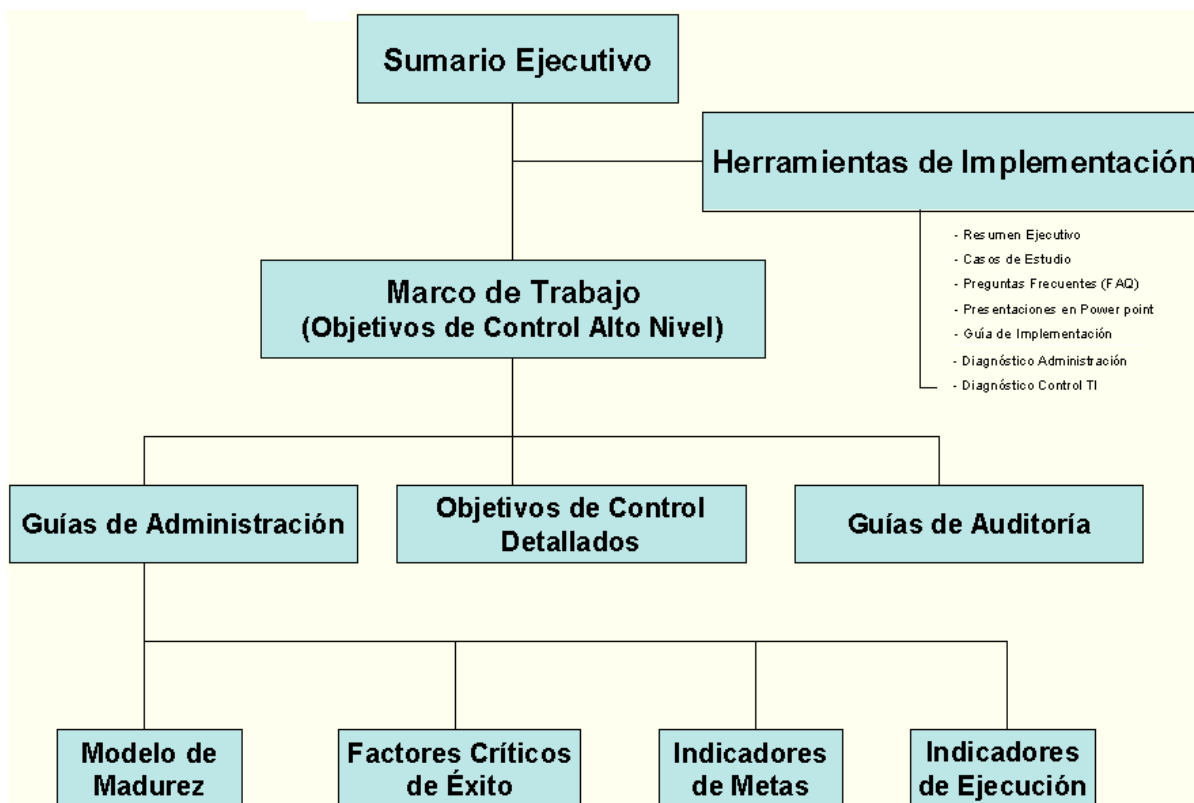 Sumario Ejecutivo
Herramientas de Implementación
- Resumen Ejecutivo
- Casos de Estudio
- Preguntas Frecuentes (FAQ)
- Presentaciones en Power point
- Guía de Implementación
- Diagnóstico Administración
- Diagnóstico Control TI
Marco de Trabajo
(Objetivos de Control Alto Nivel)
Guías de Administración
Objetivos de Control
Detallados
Guías de Auditoría
Modelo de
Madurez
Factores Críticos
de Éxito
Indicadores
de Metas
Indicadores
de Ejecución